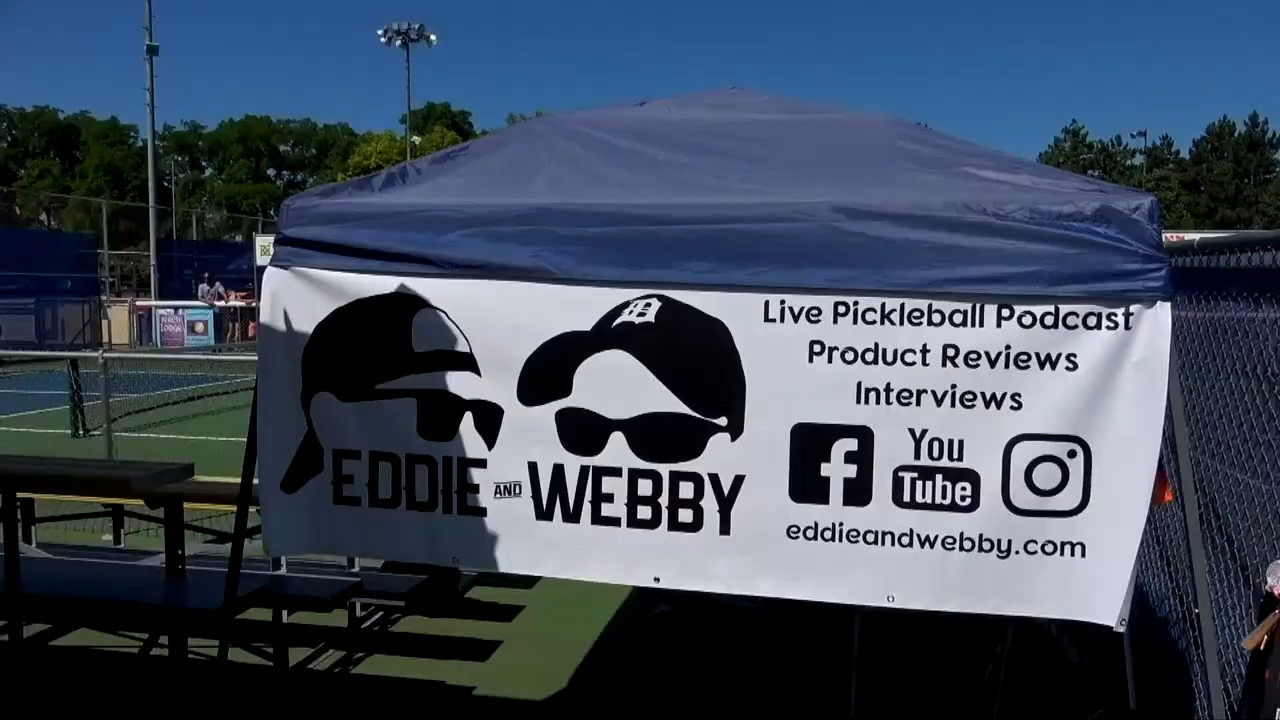 Live Pickleball Podcast
Product Reviews
Interviews
EDDIE AND WEBBY
You
Tube
eddieandwebby.com